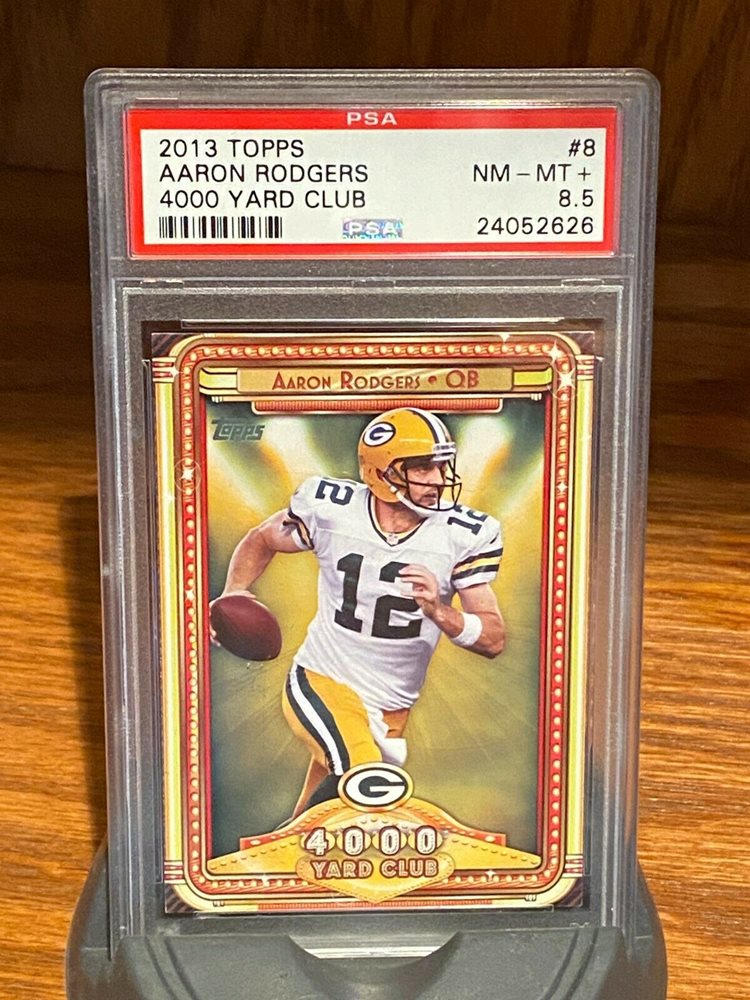 PSA
2013 TOPPS #8
AARON RODGERS NM - MT +
4000 YARD CLUB 8.5
PSA 24052626
AARON RODGERS • QB
TOPPS
G
12
12
12
G
4000
YARD CLUB